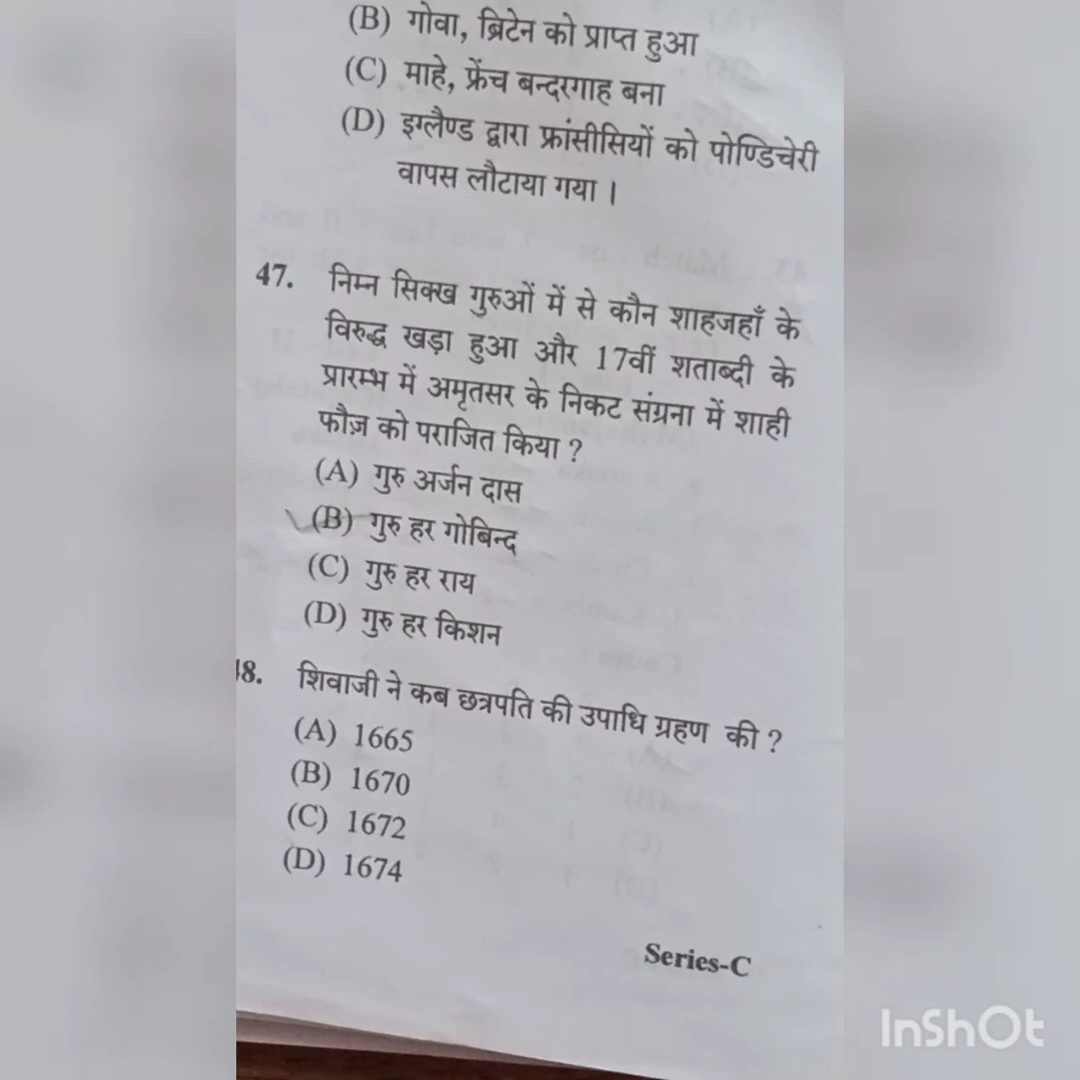 (B) गोवा, ब्रिटेन को प्राप्त हुआ
(C) माहे, फ्रेंच बन्दरगाह बना
(D) इग्लैण्ड द्वारा फ्रांसीसियों को पोण्डिचेरी
वापस लौटाया गया ।
47. निम्न सिक्ख गुरुओं में से कौन शाहजहाँ के
विरुद्ध खड़ा हुआ और 17वीं शताब्दी के
प्रारम्भ में अमृतसर के निकट संग्रना में शाही
फौज़ को पराजित किया ?
(A) गुरु अर्जन दास
(B) गुरु हर गोबिन्द
(C) गुरु हर राय
(D) गुरु हर किशन
8. शिवाजी ने कब छत्रपति की उपाधि ग्रहण की ?
(A) 1665
(B) 1670
(C) 1672
(D) 1674
Series-C
InShOt